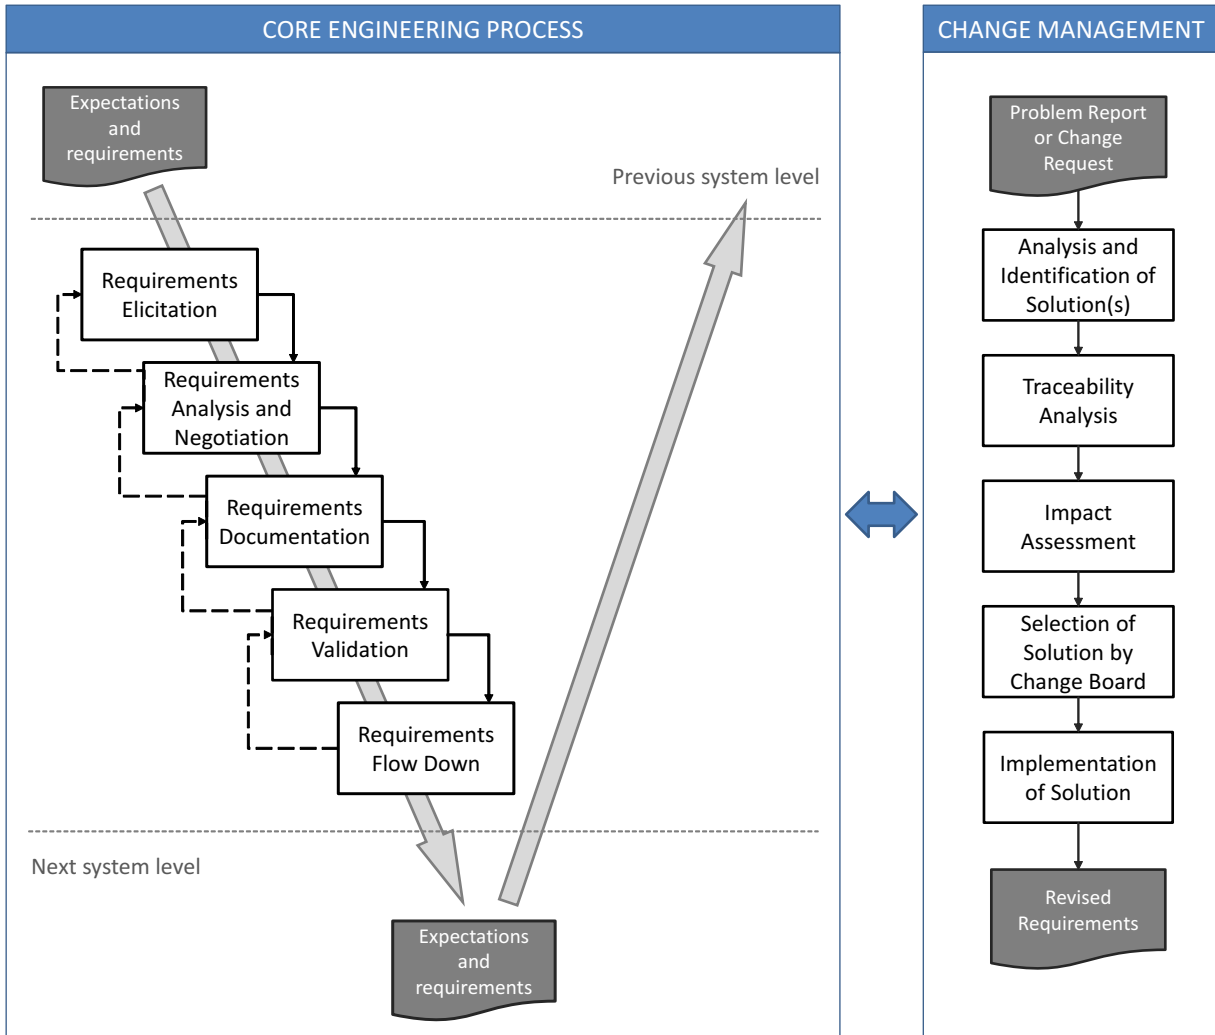 CORE ENGINEERING PROCESS
Expectations
and
requirements
Previous system level
Requirements
Elicitation
Requirements
Analysis and
Negotiation
Requirements
Documentation
Requirements
Validation
Requirements
Flow Down
Next system level
Expectations
and
requirements
CHANGE MANAGEMENT
Problem Report
or Change
Request
Analysis and
Identification of
Solution(s)
Traceability
Analysis
Impact
Assessment
Selection of
Solution by
Change Board
Implementation
of Solution
Revised
Requirements